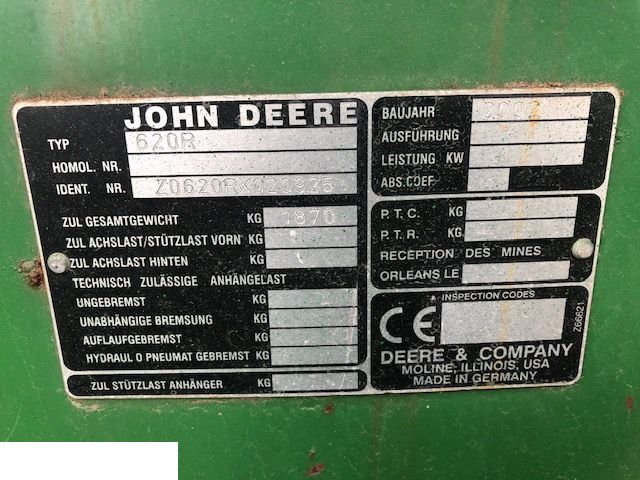 JOHN DEERE
TYP 620R
HOMOL. NR.
IDENT. NR.
ZUL GESAMTGEWICHT KG 1870
ZUL ACHSLAST/STÜTZLAST VORN KG
ZUL ACHSLAST HINTEN KG
TECHNISCH ZULÄSSIGE ANHÄNGELAST
UNGEBREMST KG
UNABHÄNGIGE BREMSUNG KG
AUFLAUFGEBREMST KG
HYDRAUL O PNEUMAT GEBREMST KG
ZUL STÜTZLAST ANHÄNGER KG
BAUJAHR 2002
AUSFÜHRUNG
LEISTUNG KW
ABS.COEF
P. T. C. KG
P. T. R. KG
RECEPTION DES MINES
ORLEANS LE
INSPECTION CODES
CE
Z66621
DEERE & COMPANY
MOLINE, ILLINOIS, USA
MADE IN GERMANY